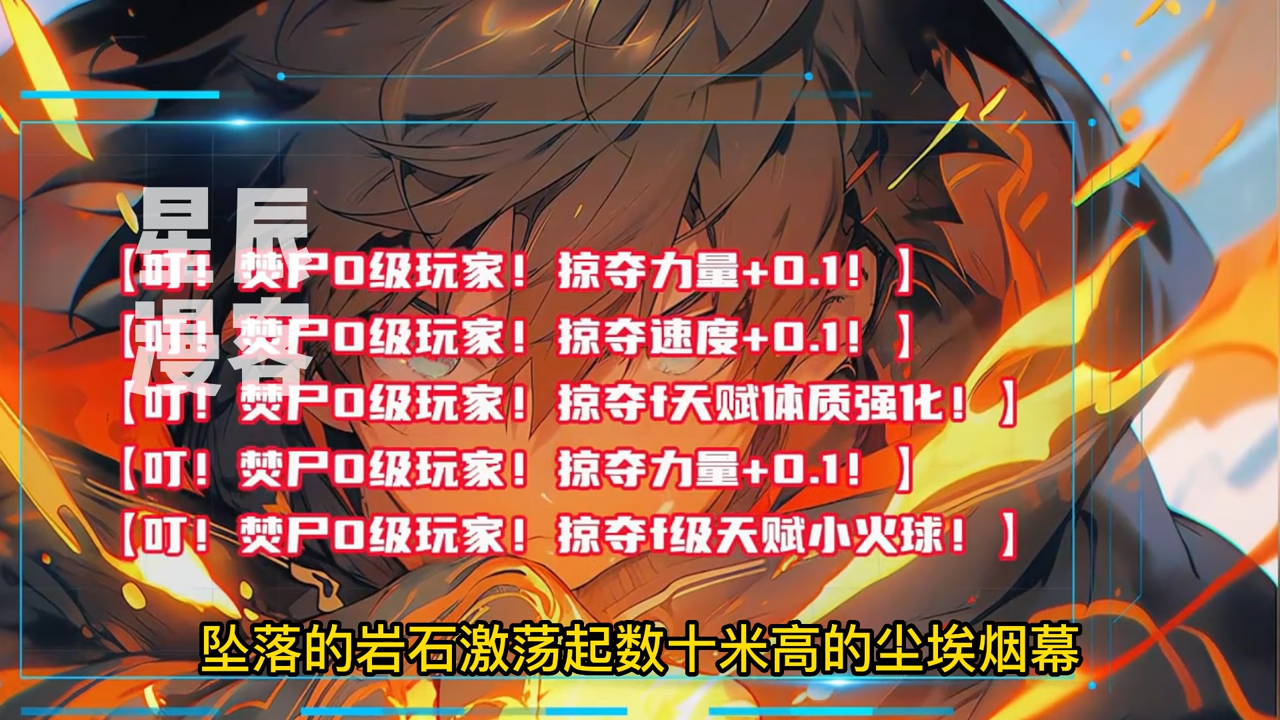 星辰
漫客
【叮！焚尸0级玩家！掠夺力量+0.1！】
【叮！焚尸0级玩家！掠夺速度+0.1！】
【叮！焚尸0级玩家！掠夺f天赋体质强化！】
【叮！焚尸0级玩家！掠夺力量+0.1！】
【叮！焚尸0级玩家！掠夺f级天赋小火球！】
坠落的岩石激荡起数十米高的尘埃烟幕